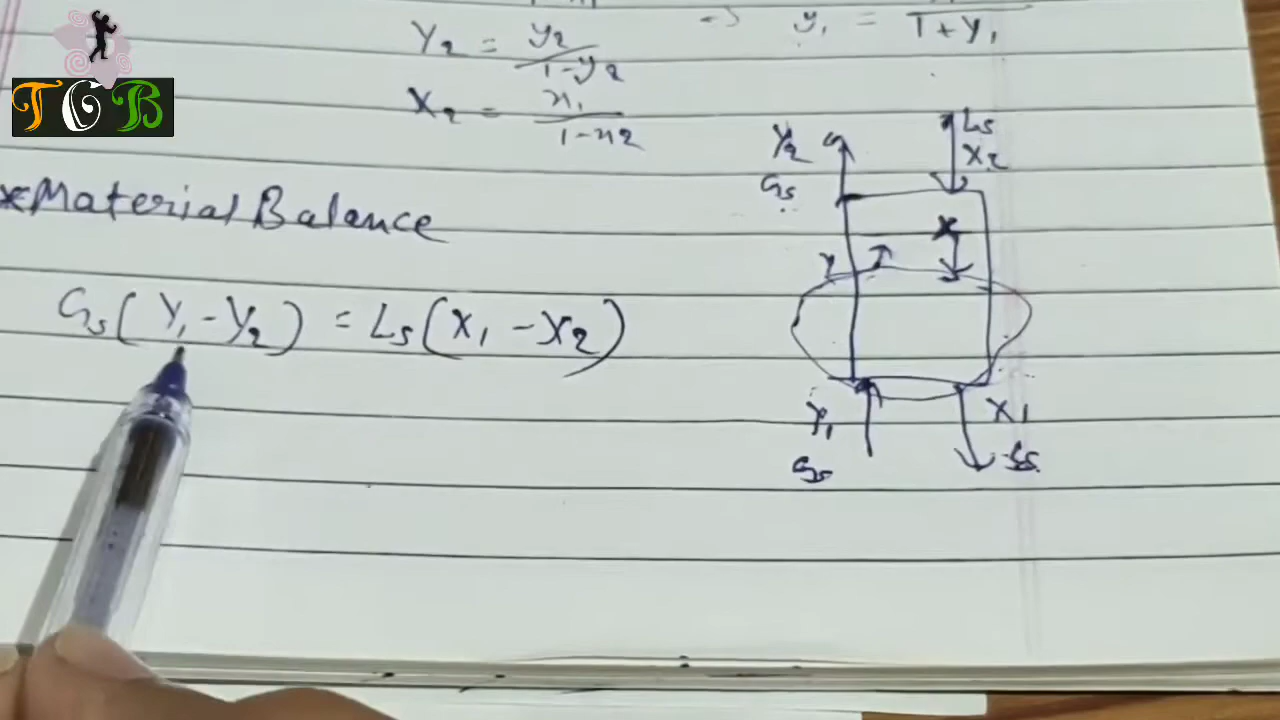 Y₂ = y₂ / 1-y₂ ⇒ y₁ = / 1+Y₁
X₂ = x₁ / 1-x₂
TCB
*Material Balance
Gs(Y₁-Y₂) = Ls(X₁-X₂)
Y₂ Ls
Gs X₂
Y X
Y₁ X₁
Gs Ls